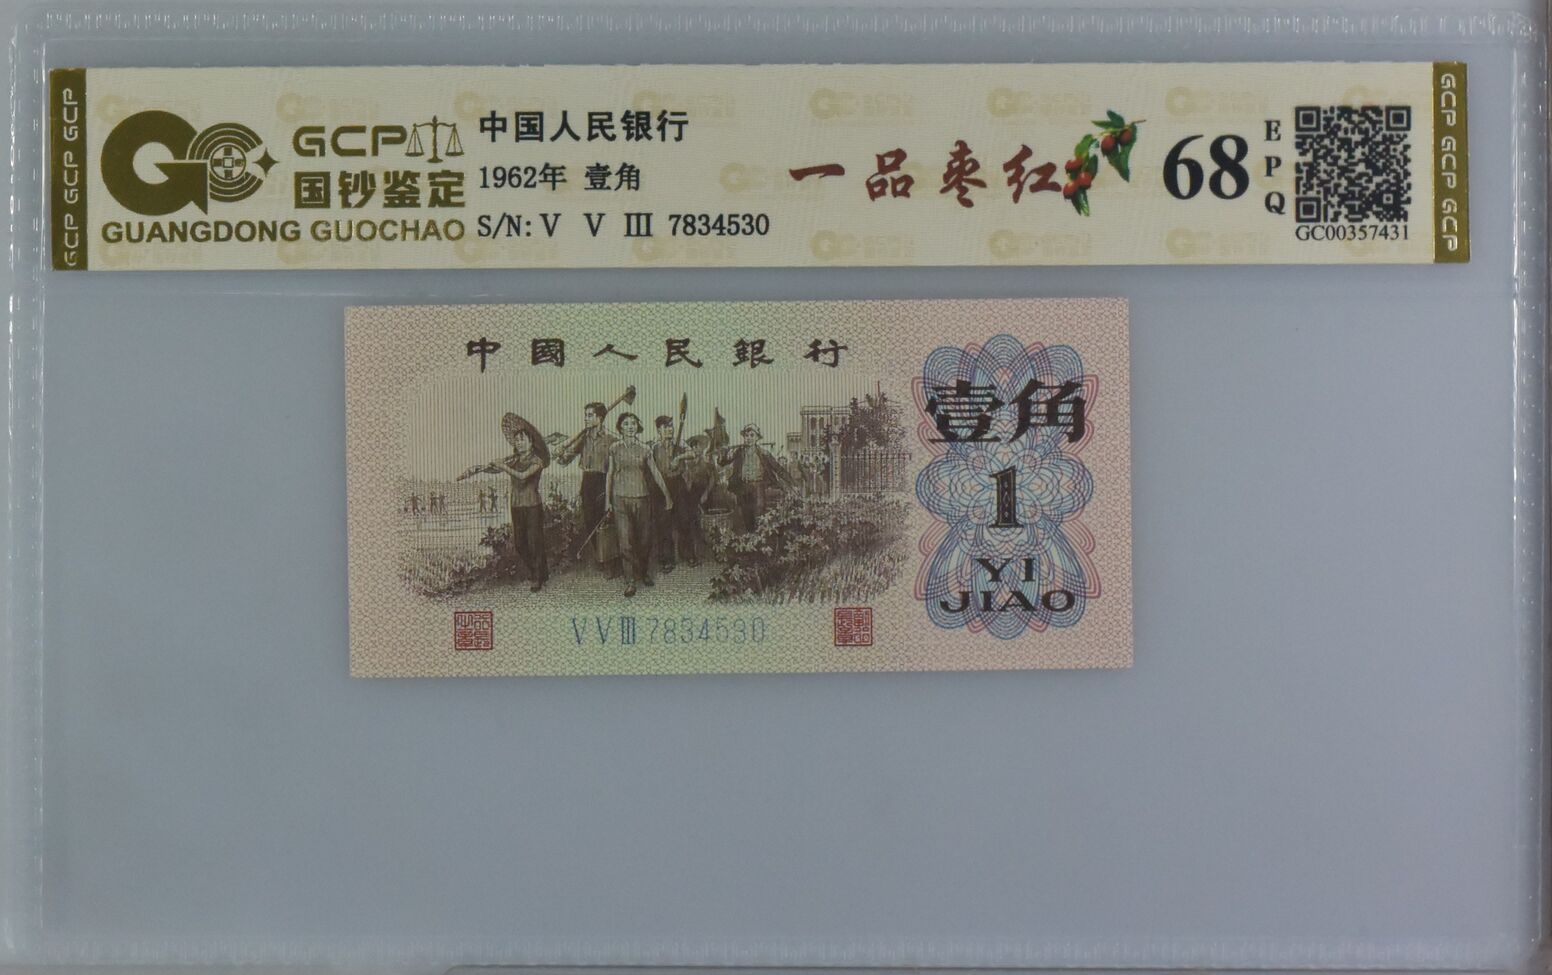 GCP GCP GCP
GCP
国钞鉴定
GUANGDONG GUOCHAO
中国人民银行
1962年 壹角
S/N: V V III 7834530
一品枣红
68
EPQ
GC00357431
GCP GCP GCP
中國人民銀行
壹角
1
YI
JIAO
V V III 7834530